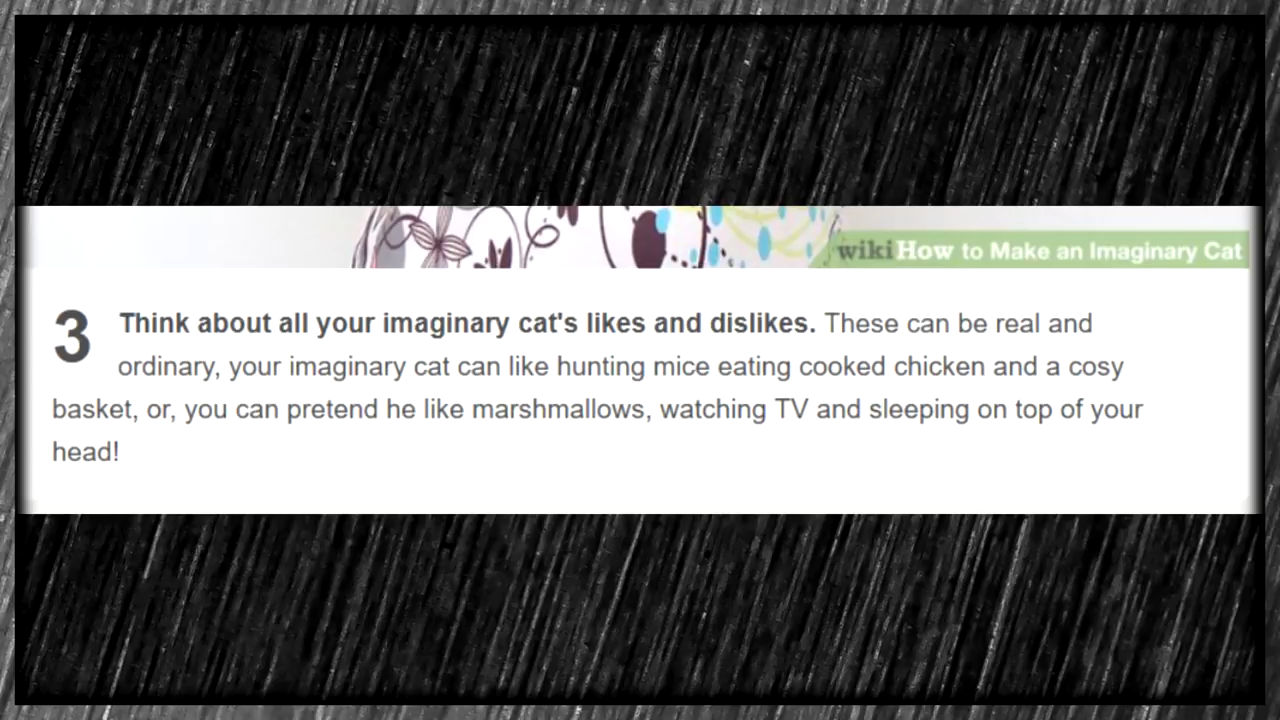 wikiHow to Make an Imaginary Cat
3 Think about all your imaginary cat's likes and dislikes. These can be real and
ordinary, your imaginary cat can like hunting mice eating cooked chicken and a cosy
basket, or, you can pretend he like marshmallows, watching TV and sleeping on top of your
head!